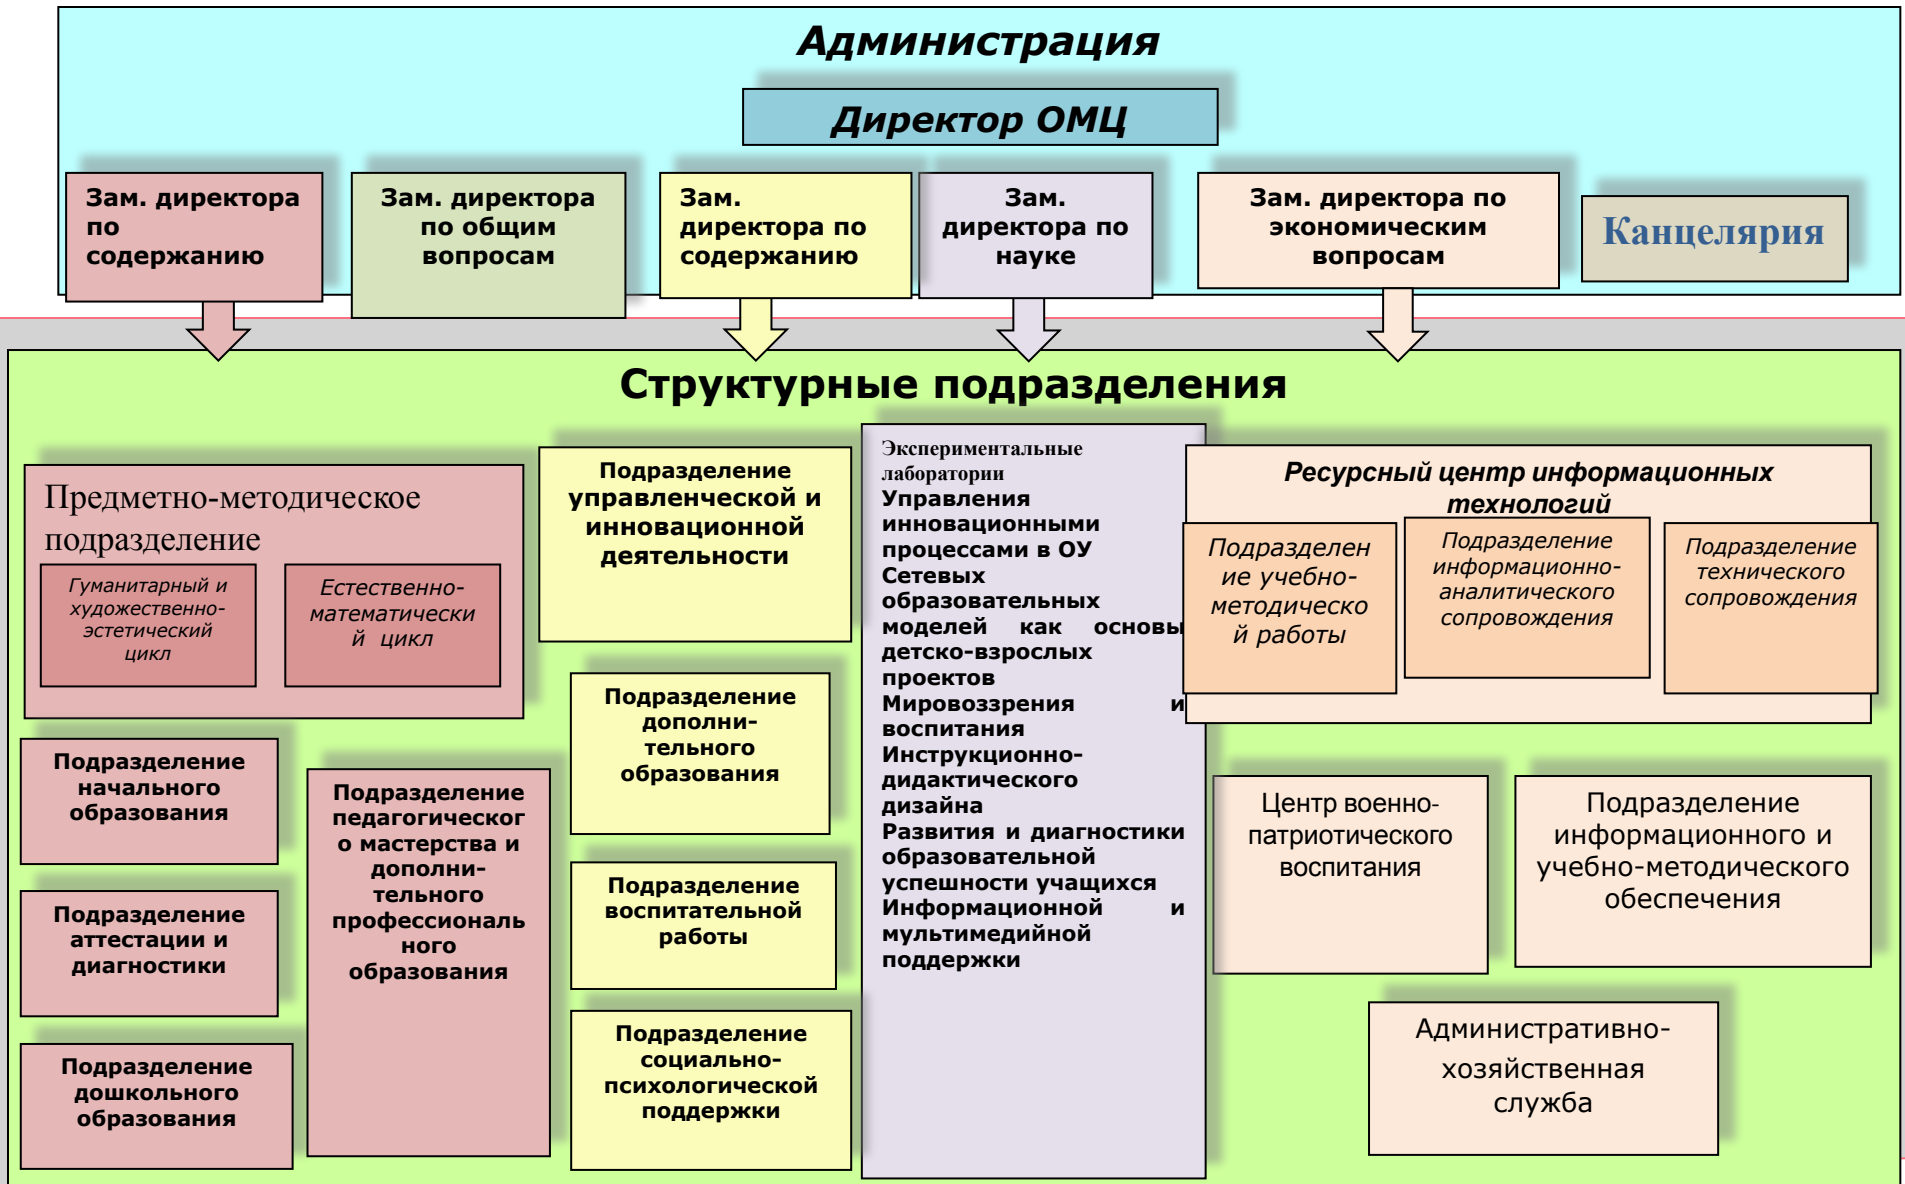 Администрация
Директор ОМЦ
Зам. директора
по
содержанию
Зам. директора
по общим
вопросам
Зам.
директора по
содержанию
Зам.
директора по
науке
Зам. директора по
экономическим
вопросам
Канцелярия
Структурные подразделения
Предметно-методическое
подразделение
Гуманитарный и
художественно-
эстетический
цикл
Естественно-
математически
й цикл
Подразделение
начального
образования
Подразделение
аттестации и
диагностики
Подразделение
дошкольного
образования
Подразделение
педагогическог
о мастерства и
дополни-
тельного
профессиональ
ного
образования
Подразделение
управленческой и
инновационной
деятельности
Подразделение
дополни-
тельного
образования
Подразделение
воспитательной
работы
Подразделение
социально-
психологической
поддержки
Экспериментальные
лаборатории
Управления
инновационными
процессами в ОУ
Сетевых
образовательных
моделей как основы
детско-взрослых
проектов
Мировоззрения и
воспитания
Инструкционно-
дидактического
дизайна
Развития и диагностики
образовательной
успешности учащихся
Информационной и
мультимедийной
поддержки
Ресурсный центр информационных
технологий
Подразделен
ие учебно-
методическо
й работы
Подразделение
информационно-
аналитического
сопровождения
Подразделение
технического
сопровождения
Центр военно-
патриотического
воспитания
Подразделение
информационного и
учебно-методического
обеспечения
Административно-
хозяйственная
служба